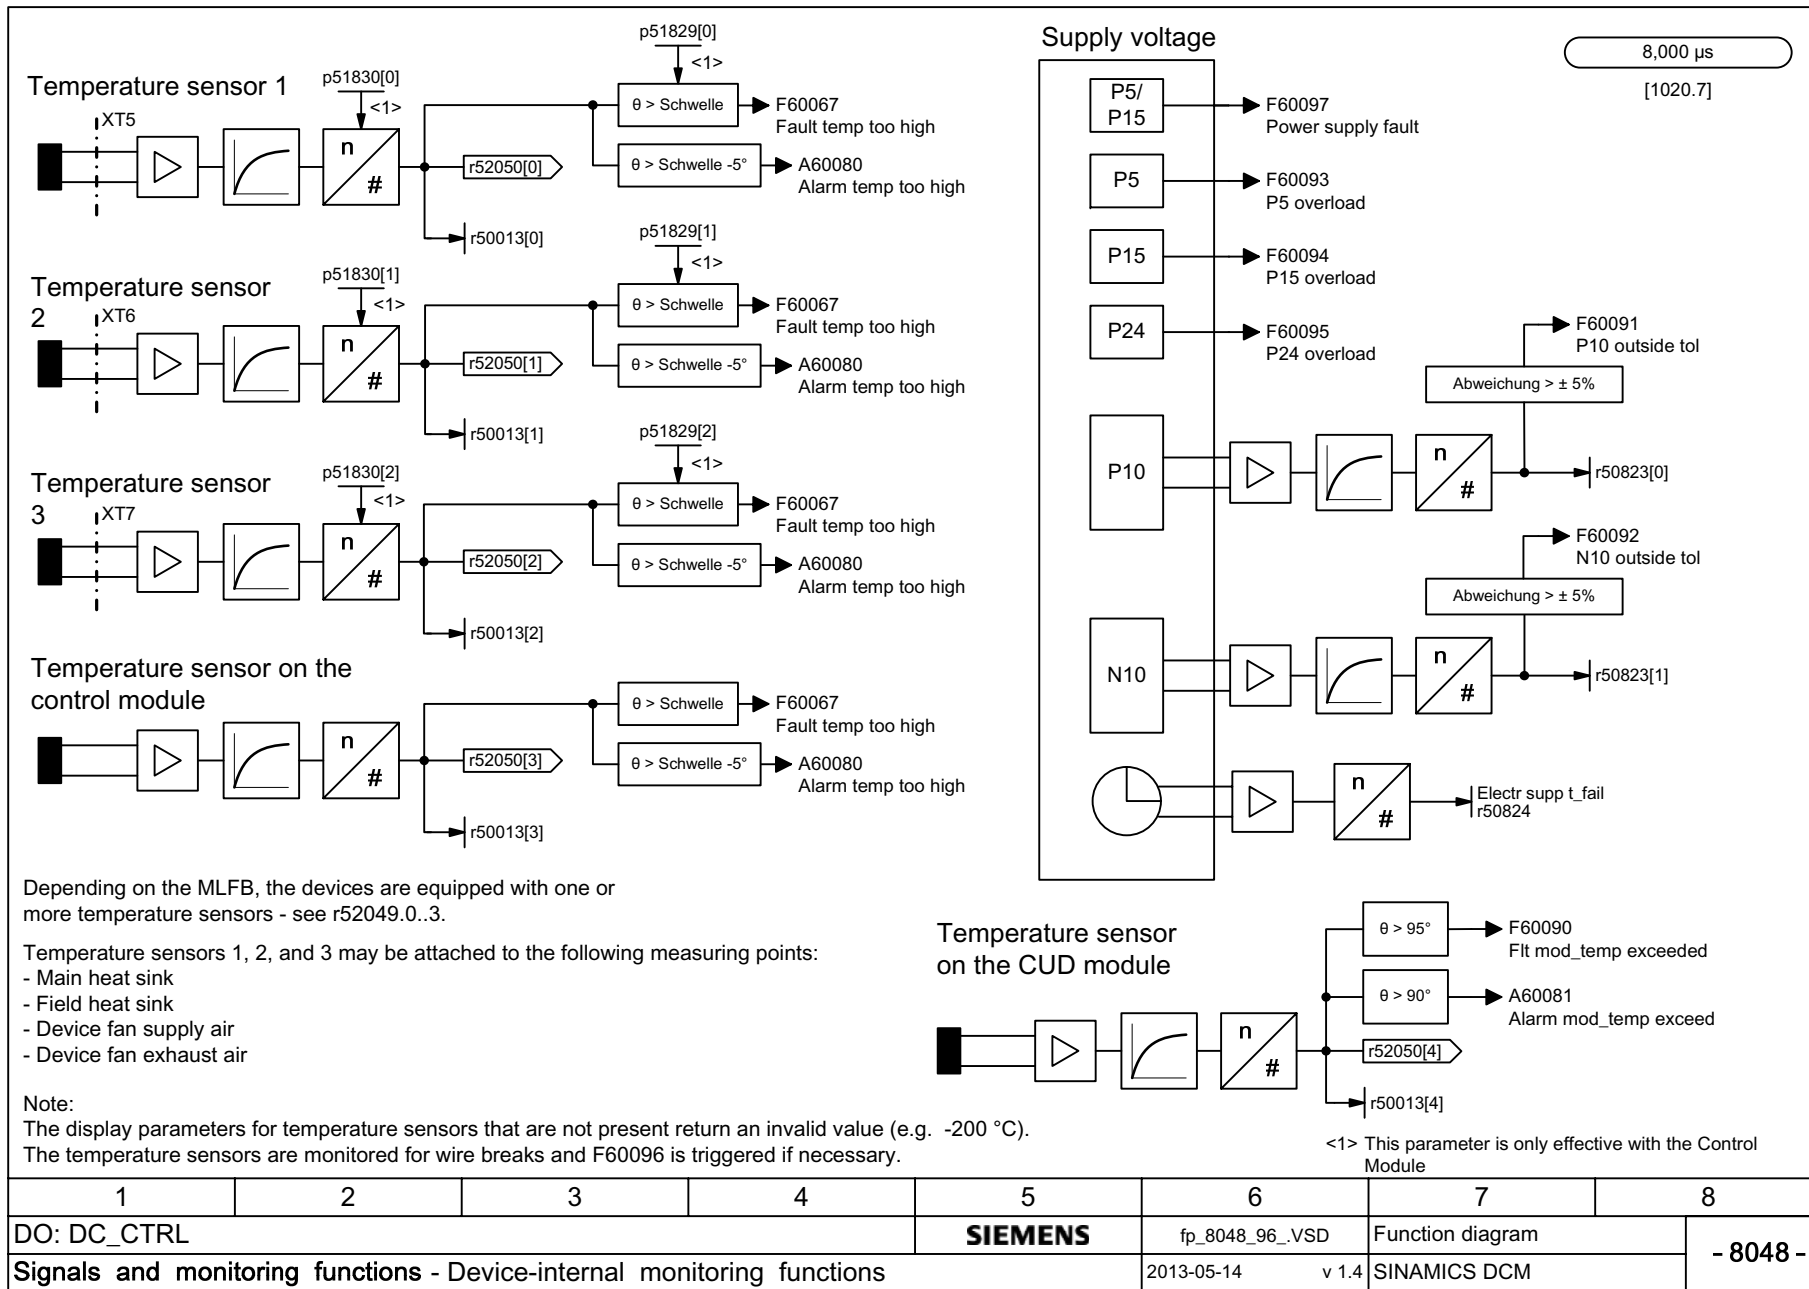 Temperature sensor 1
XT5
p51830[0]
<1>
n
#
r52050[0]
r50013[0]
p51829[0]
<1>
θ > Schwelle
F60067
Fault temp too high
θ > Schwelle -5°
A60080
Alarm temp too high
Temperature sensor
2
XT6
p51830[1]
<1>
n
#
r52050[1]
r50013[1]
p51829[1]
<1>
θ > Schwelle
F60067
Fault temp too high
θ > Schwelle -5°
A60080
Alarm temp too high
Temperature sensor
3
XT7
p51830[2]
<1>
n
#
r52050[2]
r50013[2]
p51829[2]
<1>
θ > Schwelle
F60067
Fault temp too high
θ > Schwelle -5°
A60080
Alarm temp too high
Temperature sensor on the
control module
n
#
r52050[3]
r50013[3]
θ > Schwelle
F60067
Fault temp too high
θ > Schwelle -5°
A60080
Alarm temp too high
Supply voltage
8,000 µs
[1020.7]
P5/
P15
F60097
Power supply fault
P5
F60093
P5 overload
P15
F60094
P15 overload
P24
F60095
P24 overload
F60091
P10 outside tol
Abweichung > ± 5%
P10
n
#
r50823[0]
F60092
N10 outside tol
Abweichung > ± 5%
N10
n
#
r50823[1]
n
#
Electr supp t_fail
r50824
Depending on the MLFB, the devices are equipped with one or
more temperature sensors - see r52049.0..3.
Temperature sensors 1, 2, and 3 may be attached to the following measuring points:
- Main heat sink
- Field heat sink
- Device fan supply air
- Device fan exhaust air
Note:
The display parameters for temperature sensors that are not present return an invalid value (e.g. -200 °C).
The temperature sensors are monitored for wire breaks and F60096 is triggered if necessary.
Temperature sensor
on the CUD module
n
#
θ > 95°
F60090
Flt mod_temp exceeded
θ > 90°
A60081
Alarm mod_temp exceed
r52050[4]
r50013[4]
<1> This parameter is only effective with the Control
Module
1 2 3 4 5 6 7 8
DO: DC_CTRL
SIEMENS
fp_8048_96_.VSD
Function diagram
- 8048 -
Signals and monitoring functions - Device-internal monitoring functions
2013-05-14 v 1.4
SINAMICS DCM